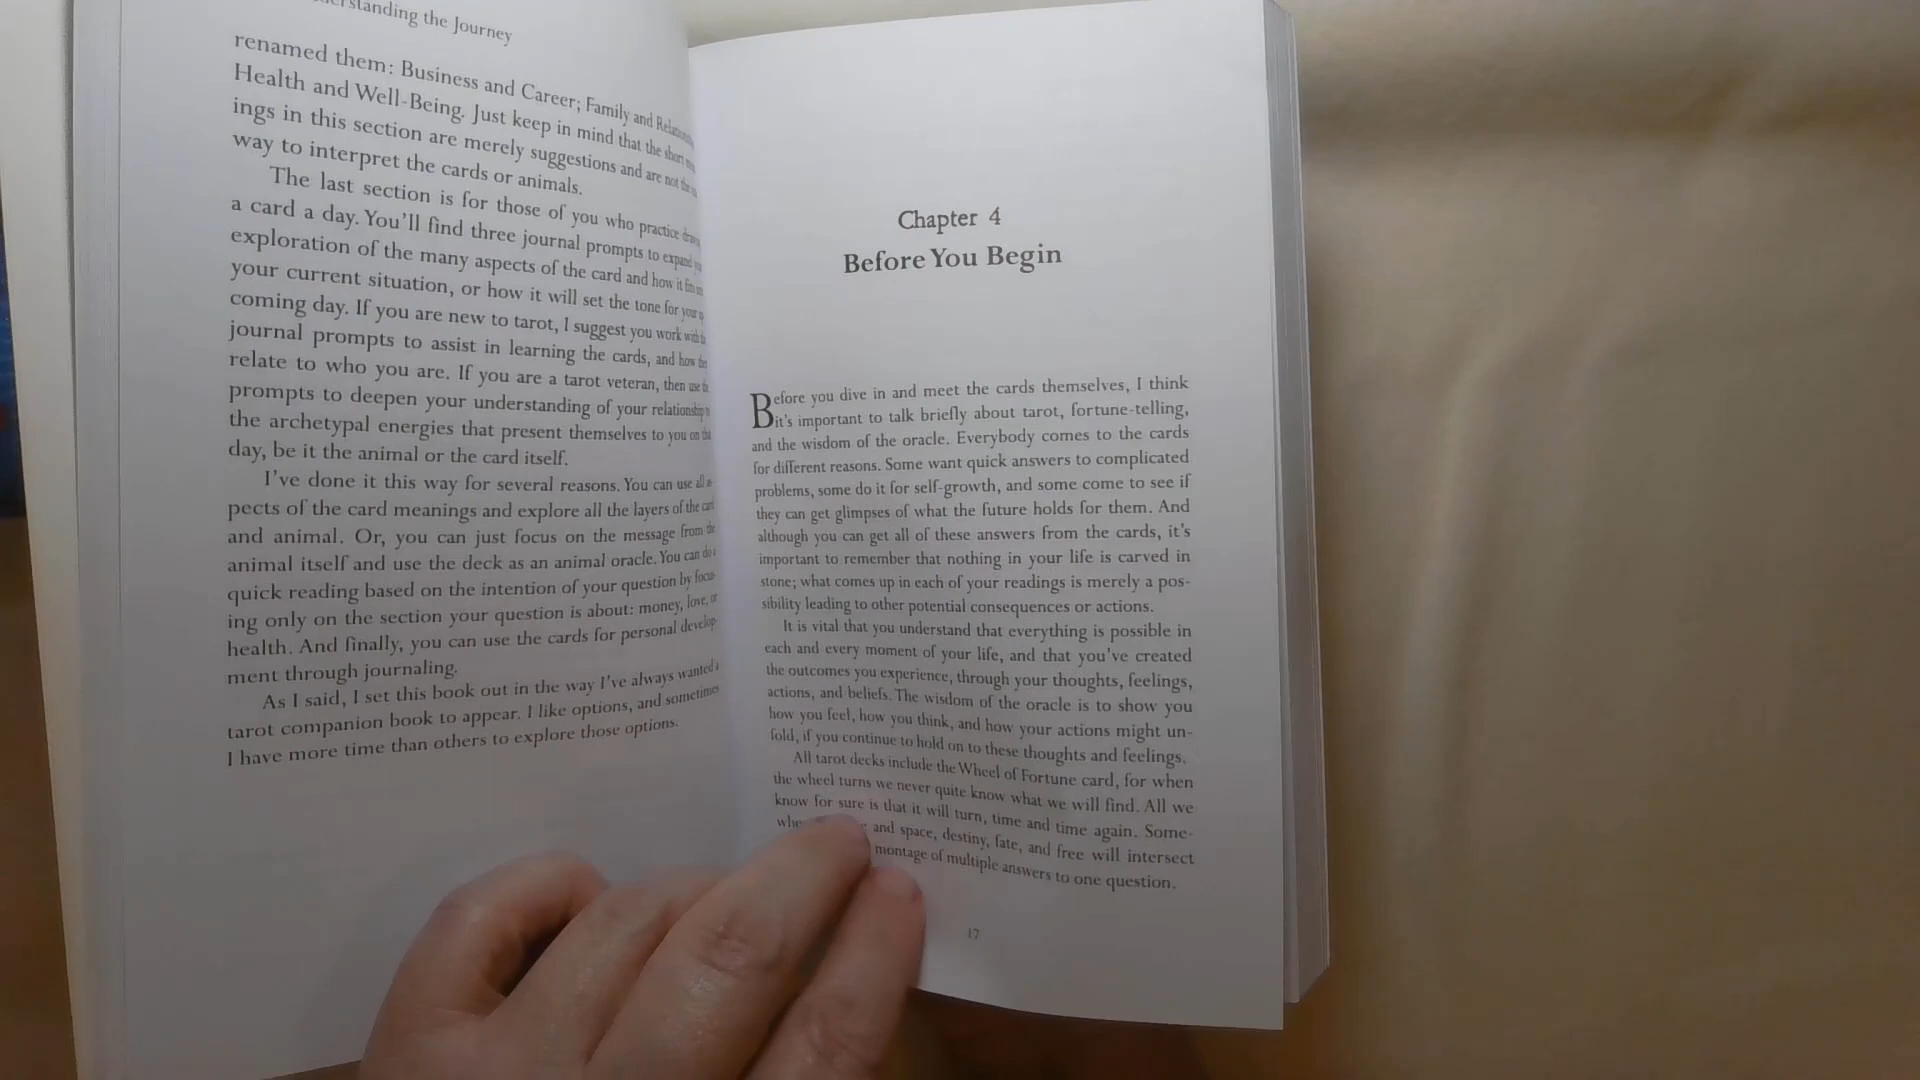 Understanding the Journey
renamed them: Business and Career; Family and
Health and Well-Being. Just keep in mind that the short
ings in this section are merely suggestions and are not the
way to interpret the cards or animals.
The last section is for those of you who practice
a card a day. You'll find three journal prompts to expand
exploration of the many aspects of the card and how it fits
your current situation, or how it will set the tone for your
coming day. If you are new to tarot, I suggest you work with
journal prompts to assist in learning the cards, and how
relate to who you are. If you are a tarot veteran, then use
prompts to deepen your understanding of your relationship
the archetypal energies that present themselves to you on
day, be it the animal or the card itself.
I've done it this way for several reasons. You can use all
pects of the card meanings and explore all the layers of the card
and animal. Or, you can just focus on the message from the
animal itself and use the deck as an animal oracle. You can do a
quick reading based on the intention of your question by focus-
ing only on the section your question is about: money, love, or
health. And finally, you can use the cards for personal develop-
ment through journaling.
As I said, I set this book out in the way I've always wanted a
tarot companion book to appear. I like options, and sometimes
I have more time than others to explore those options.
Chapter 4
Before You Begin
Before you dive in and meet the cards themselves, I think
it's important to talk briefly about tarot, fortune-telling,
and the wisdom of the oracle. Everybody comes to the cards
for different reasons. Some want quick answers to complicated
problems, some do it for self-growth, and some come to see if
they can get glimpses of what the future holds for them. And
although you can get all of these answers from the cards, it's
important to remember that nothing in your life is carved in
stone; what comes up in each of your readings is merely a pos-
sibility leading to other potential consequences or actions.
It is vital that you understand that everything is possible in
each and every moment of your life, and that you've created
the outcomes you experience, through your thoughts, feelings,
actions, and beliefs. The wisdom of the oracle is to show you
how you feel, how you think, and how your actions might un-
fold, if you continue to hold on to these thoughts and feelings.
All tarot decks include the Wheel of Fortune card, for when
the wheel turns we never quite know what we will find. All we
know for sure is that it will turn, time and time again. Some-
and space, destiny, fate, and free will intersect
montage of multiple answers to one question.
17